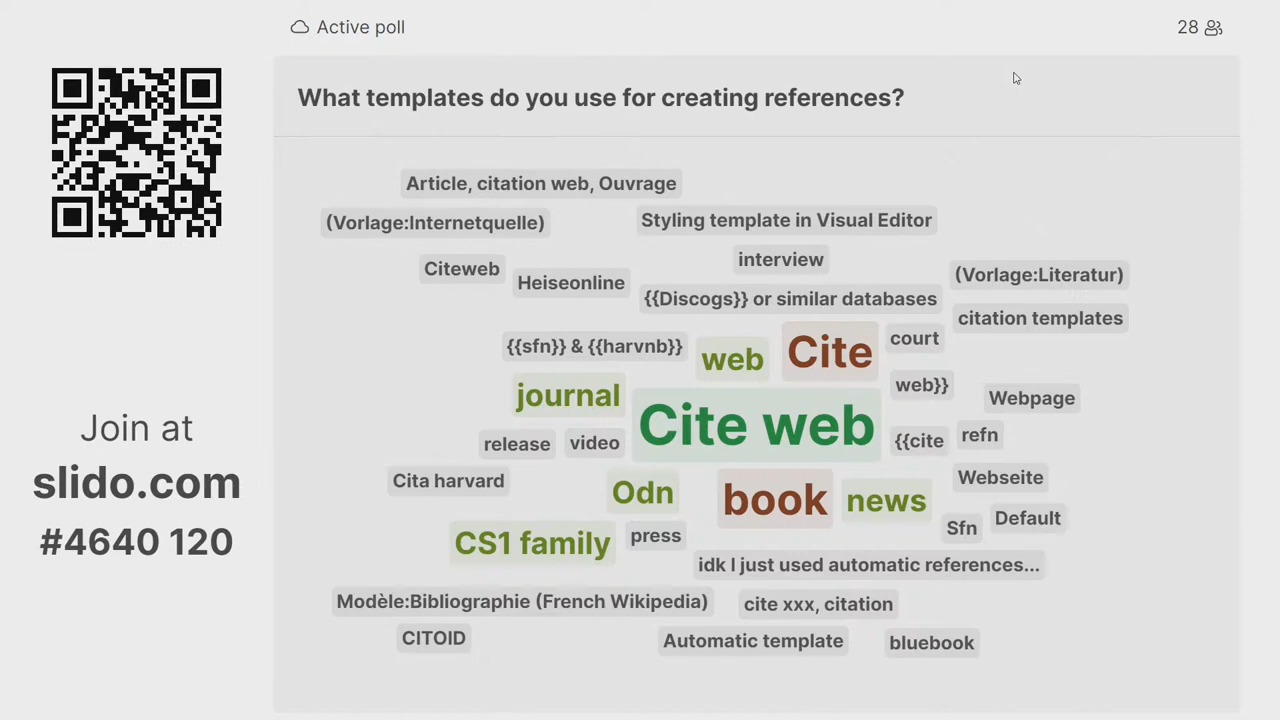 Active poll
28
What templates do you use for creating references?
Article, citation web, Ouvrage
(Vorlage:Internetquelle)
Styling template in Visual Editor
interview
Citeweb
Heiseonline
(Vorlage:Literatur)
{{Discogs}} or similar databases
citation templates
{{sfn}} & {{harvnb}}
web
Cite
court
journal
web}}
Webpage
Cite web
release
video
{{cite
refn
Cita harvard
Odn
book
news
Webseite
Sfn
Default
CS1 family
press
idk I just used automatic references...
Modèle:Bibliographie (French Wikipedia)
cite xxx, citation
CITOID
Automatic template
bluebook
Join at
slido.com
#4640 120